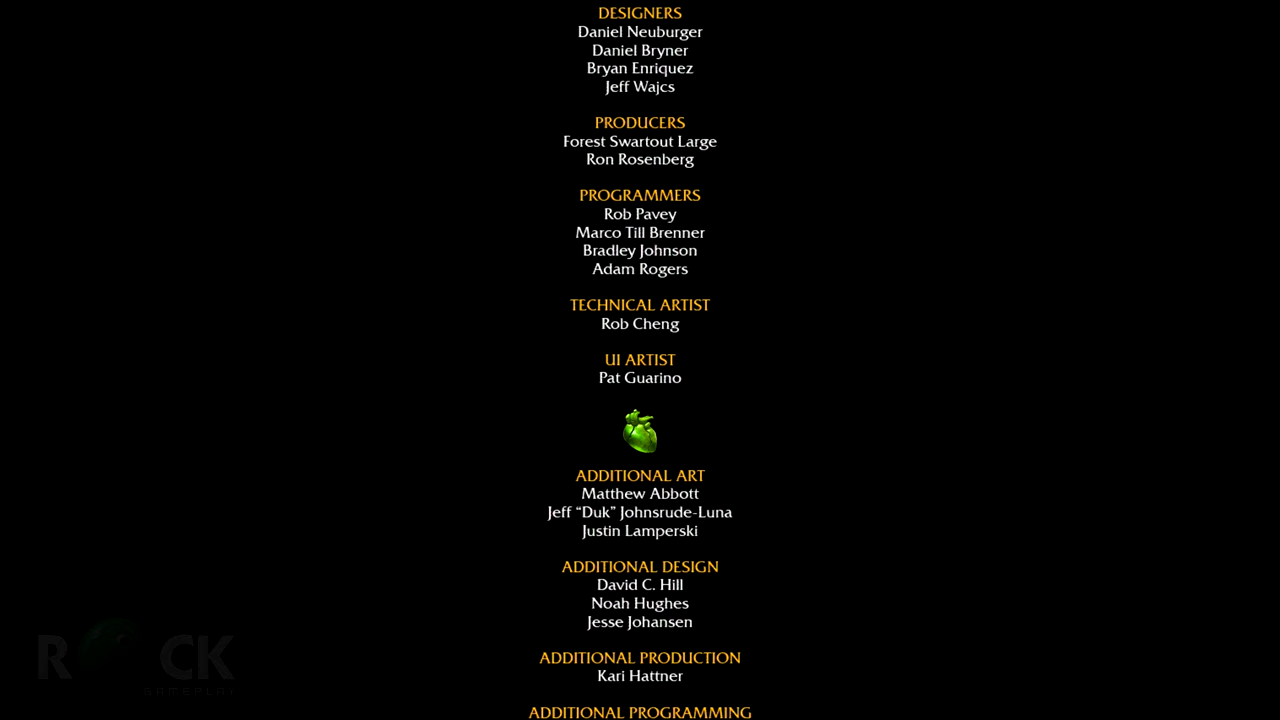 DESIGNERS
Daniel Neuburger
Daniel Bryner
Bryan Enriquez
Jeff Wajcs
PRODUCERS
Forest Swartout Large
Ron Rosenberg
PROGRAMMERS
Rob Pavey
Marco Till Brenner
Bradley Johnson
Adam Rogers
TECHNICAL ARTIST
Rob Cheng
UI ARTIST
Pat Guarino
ADDITIONAL ART
Matthew Abbott
Jeff “Duk” Johnsrude-Luna
Justin Lamperski
ADDITIONAL DESIGN
David C. Hill
Noah Hughes
Jesse Johansen
ADDITIONAL PRODUCTION
Kari Hattner
ADDITIONAL PROGRAMMING
R CK
GAMEPLAY